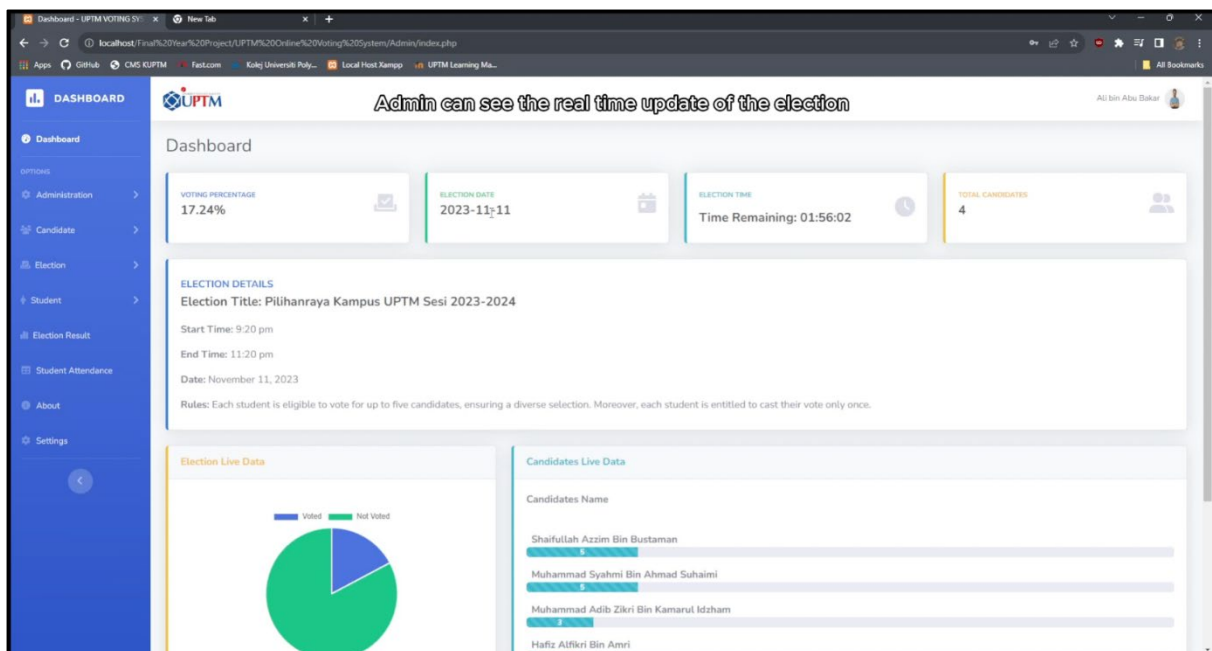 Dashboard - UPTM VOTING SY
New Tab
localhost/Final%20Year%20Project/UPTM%20Online%20Voting%20System/Admin/index.php
Apps GitHub CMS KUPTM Fast.com Kolej Universiti Poly... Local Host Xampp UPTM Learning Ma... All Bookmarks
DASHBOARD
UPTM
Admin can see the real time update of the election
Ali bin Abu Bakar
Dashboard
OPTIONS
Administration
Candidate
Election
Student
Election Result
Student Attendance
About
Settings
Dashboard
VOTING PERCENTAGE
17.24%
ELECTION DATE
2023-11-11
ELECTION TIME
Time Remaining: 01:56:02
TOTAL CANDIDATES
4
ELECTION DETAILS
Election Title: Pilihanraya Kampus UPTM Sesi 2023-2024
Start Time: 9:20 pm
End Time: 11:20 pm
Date: November 11, 2023
Rules: Each student is eligible to vote for up to five candidates, ensuring a diverse selection. Moreover, each student is entitled to cast their vote only once.
Election Live Data
Voted Not Voted
Candidates Live Data
Candidates Name
Shaifullah Azzim Bin Bustaman
5
Muhammad Syahmi Bin Ahmad Suhaimi
5
Muhammad Adib Zikri Bin Kamarul Idzham
3
Hafiz Alfikri Bin Amri